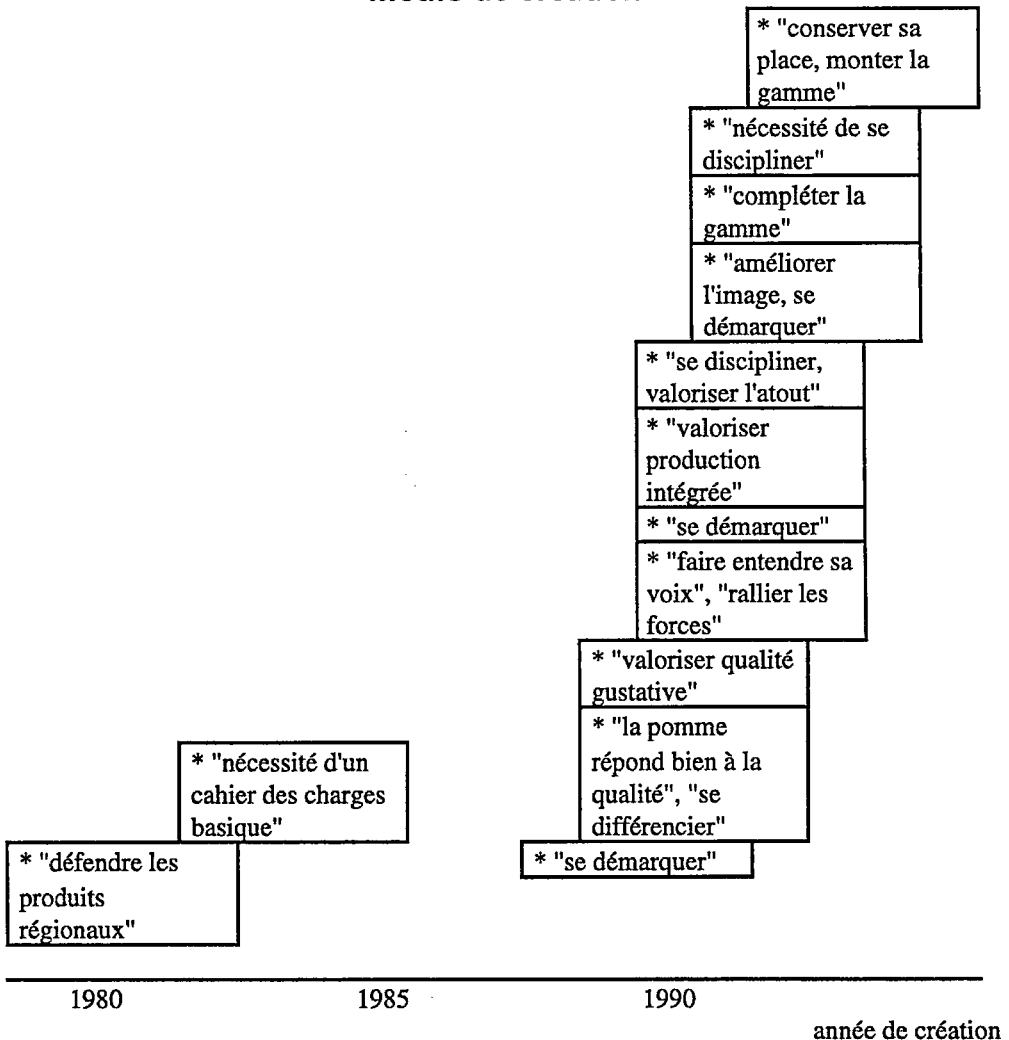 * "conserver sa
place, monter la
gamme"
* "nécessité de se
discipliner"
* "compléter la
gamme"
* "améliorer
l'image, se
démarquer"
* "se discipliner,
valoriser l'atout"
* "valoriser
production
intégrée"
* "se démarquer"
* "faire entendre sa
voix", "rallier les
forces"
* "valoriser qualité
gustative"
* "la pomme
répond bien à la
qualité", "se
différencier"
* "nécessité d'un
cahier des charges
basique"
* "se démarquer"
* "défendre les
produits
régionaux"
1980 1985 1990
année de création